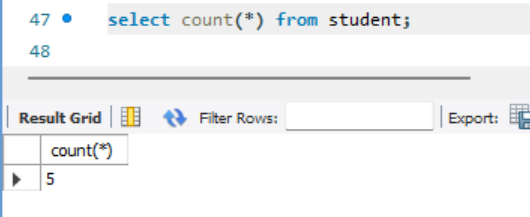 47 select count(*) from student;
48
Result Grid Filter Rows: Export:
count(*)
5